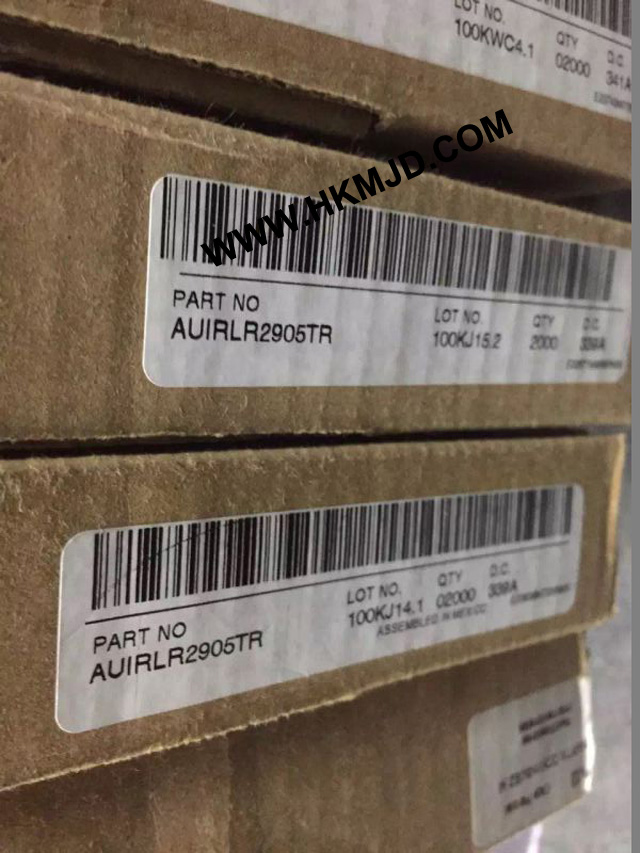 LOT NO. QTY D.C.
100KWC4.1 02000 341A
WWW.HKMJD.COM
PART NO LOT NO. QTY D.C.
AUIRLR2905TR 100KJ15.2 2000 339A
PART NO LOT NO. QTY D.C.
AUIRLR2905TR 100KJ14.1 02000 339A
ASSEMBLED IN MEXICO